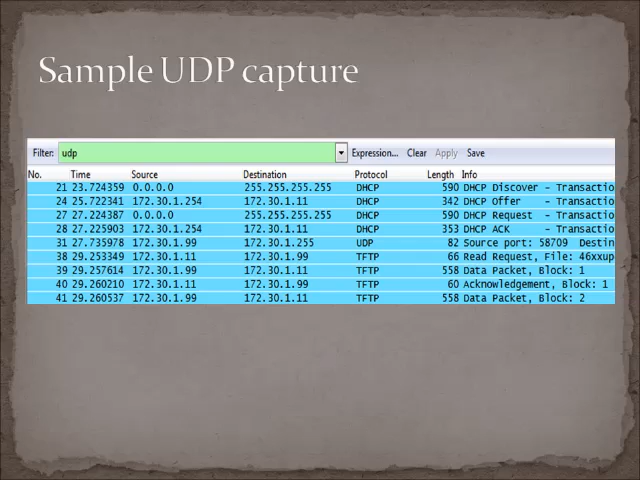 Sample UDP capture
Filter: udp Expression... Clear Apply Save
No. Time Source Destination Protocol Length Info
21 23.724359 0.0.0.0 255.255.255.255 DHCP 590 DHCP Discover - Transactio
24 25.722341 172.30.1.254 172.30.1.11 DHCP 342 DHCP Offer - Transactio
27 27.224387 0.0.0.0 255.255.255.255 DHCP 590 DHCP Request - Transactio
28 27.225903 172.30.1.254 172.30.1.11 DHCP 353 DHCP ACK - Transactio
31 27.735978 172.30.1.99 172.30.1.255 UDP 82 Source port: 58709 Destin
38 29.253349 172.30.1.11 172.30.1.99 TFTP 66 Read Request, File: 46xxup
39 29.257614 172.30.1.99 172.30.1.11 TFTP 558 Data Packet, Block: 1
40 29.260210 172.30.1.11 172.30.1.99 TFTP 60 Acknowledgement, Block: 1
41 29.260537 172.30.1.99 172.30.1.11 TFTP 558 Data Packet, Block: 2